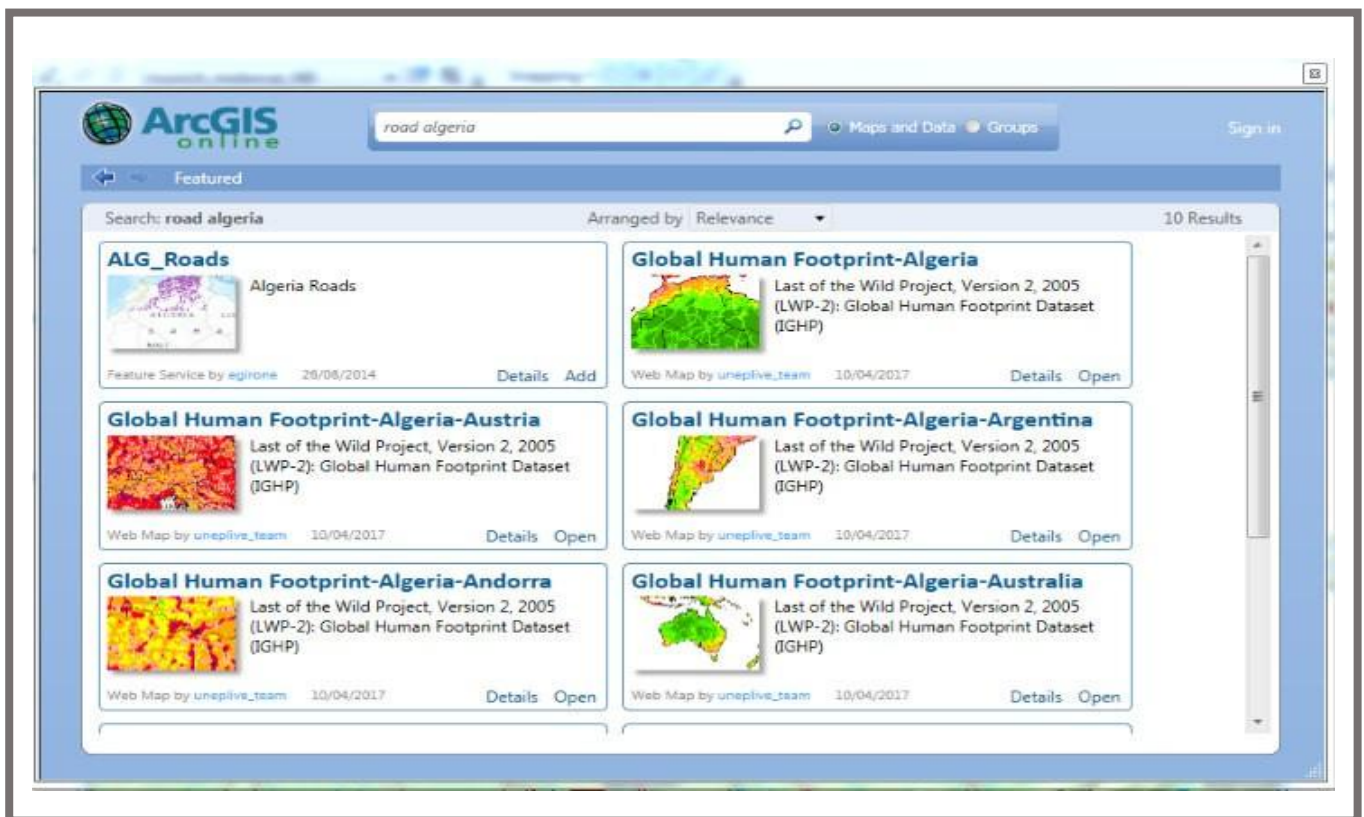 ArcGIS
online
road algeria
Maps and Data
Groups
Sign in
Featured
Search: road algeria
Arranged by Relevance
10 Results
ALG_Roads
Algeria Roads
Feature Service by egirone 26/08/2014
Details Add
Global Human Footprint-Algeria
Last of the Wild Project, Version 2, 2005
(LWP-2): Global Human Footprint Dataset
(IGHP)
Web Map by uneplive_team 10/04/2017
Details Open
Global Human Footprint-Algeria-Austria
Last of the Wild Project, Version 2, 2005
(LWP-2): Global Human Footprint Dataset
(IGHP)
Web Map by uneplive_team 10/04/2017
Details Open
Global Human Footprint-Algeria-Argentina
Last of the Wild Project, Version 2, 2005
(LWP-2): Global Human Footprint Dataset
(IGHP)
Web Map by uneplive_team 10/04/2017
Details Open
Global Human Footprint-Algeria-Andorra
Last of the Wild Project, Version 2, 2005
(LWP-2): Global Human Footprint Dataset
(IGHP)
Web Map by uneplive_team 10/04/2017
Details Open
Global Human Footprint-Algeria-Australia
Last of the Wild Project, Version 2, 2005
(LWP-2): Global Human Footprint Dataset
(IGHP)
Web Map by uneplive_team 10/04/2017
Details Open